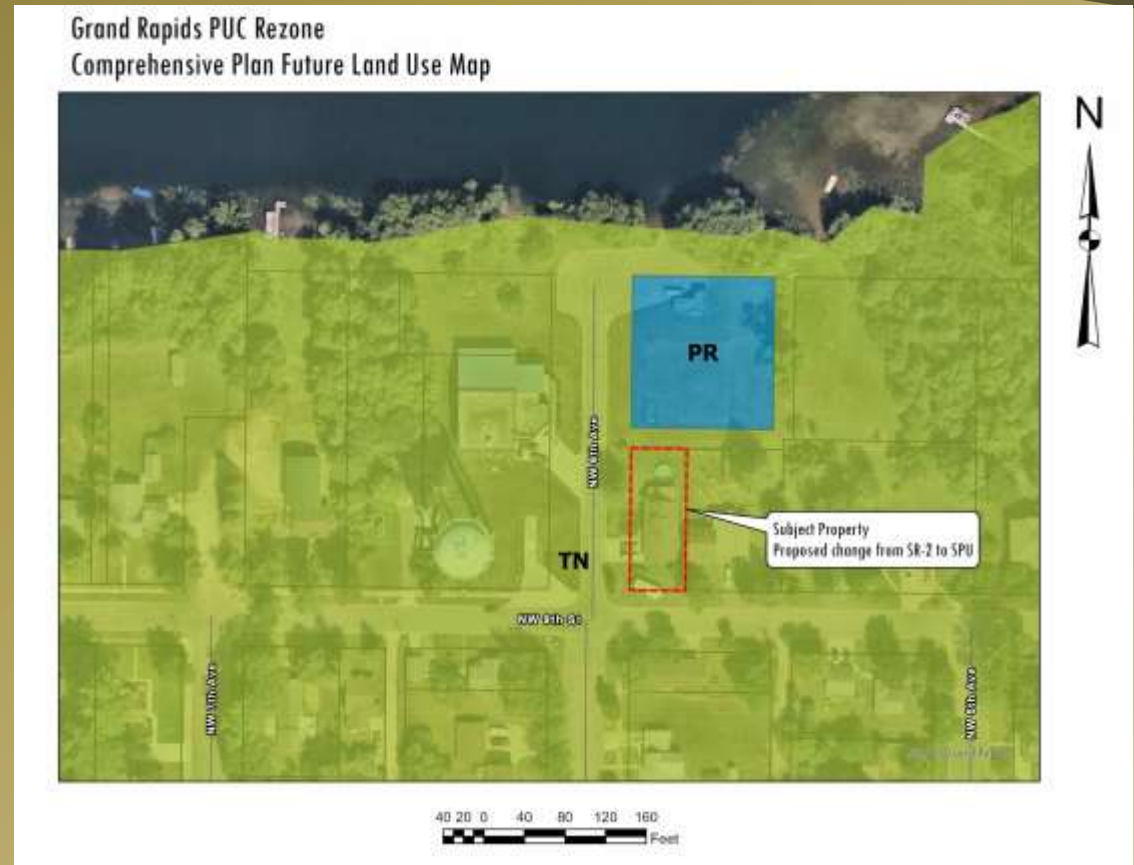 Grand Rapids PUC Rezone
Comprehensive Plan Future Land Use Map
N
PR
NW 6th Ave
Subject Property
Proposed change from SR-2 to SPU
TN
NW 8th St
NW 7th Ave
NW 5th Ave
40 20 0 40 80 120 160
Feet